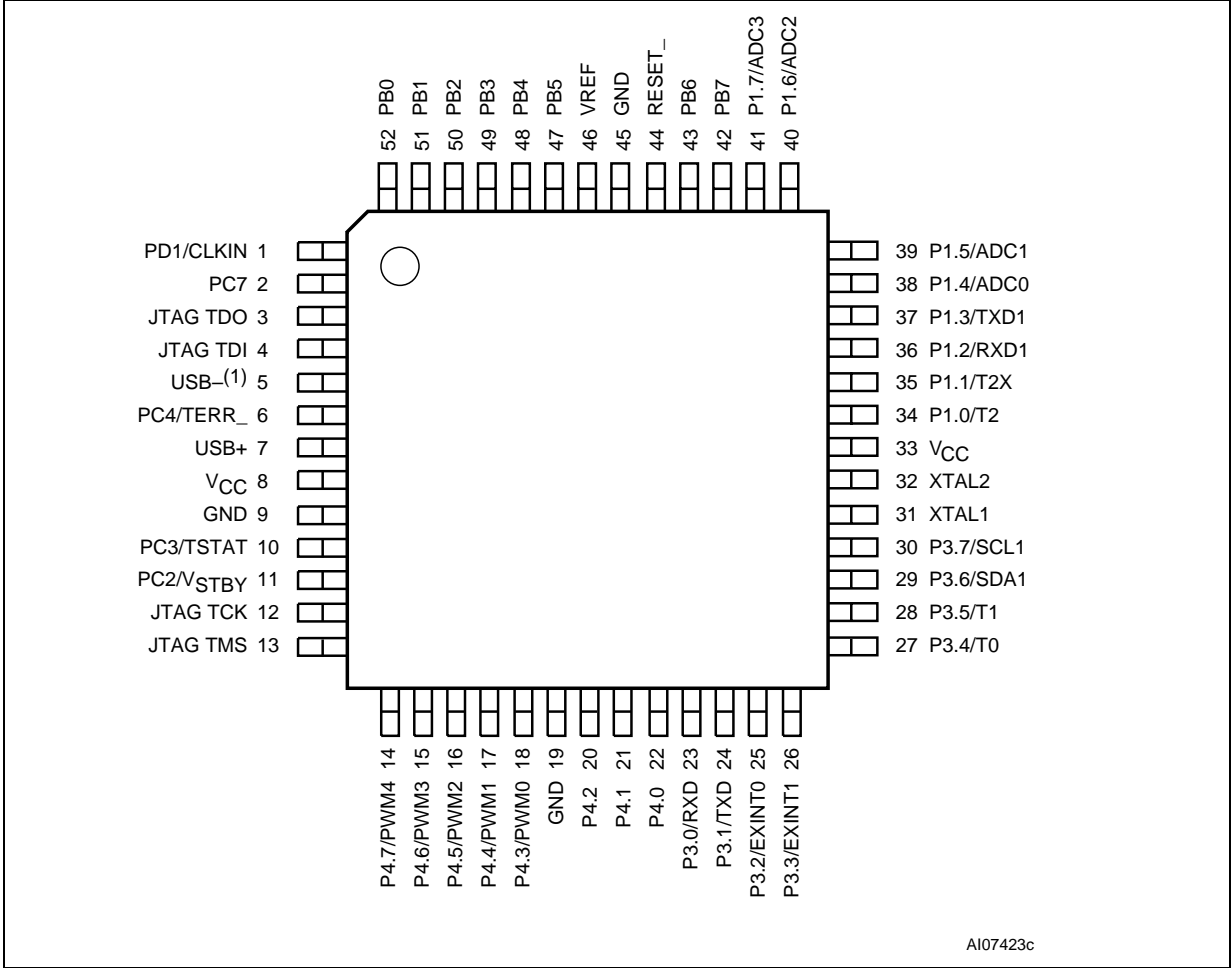 52 PB0
51 PB1
50 PB2
49 PB3
48 PB4
47 PB5
46 VREF
45 GND
44 RESET_
43 PB6
42 PB7
41 P1.7/ADC3
40 P1.6/ADC2
PD1/CLKIN 1
PC7 2
JTAG TDO 3
JTAG TDI 4
USB–(1) 5
PC4/TERR_ 6
USB+ 7
VCC 8
GND 9
PC3/TSTAT 10
PC2/VSTBY 11
JTAG TCK 12
JTAG TMS 13
39 P1.5/ADC1
38 P1.4/ADC0
37 P1.3/TXD1
36 P1.2/RXD1
35 P1.1/T2X
34 P1.0/T2
33 VCC
32 XTAL2
31 XTAL1
30 P3.7/SCL1
29 P3.6/SDA1
28 P3.5/T1
27 P3.4/T0
P4.7/PWM4 14
P4.6/PWM3 15
P4.5/PWM2 16
P4.4/PWM1 17
P4.3/PWM0 18
GND 19
P4.2 20
P4.1 21
P4.0 22
P3.0/RXD 23
P3.1/TXD 24
P3.2/EXINT0 25
P3.3/EXINT1 26
AI07423c